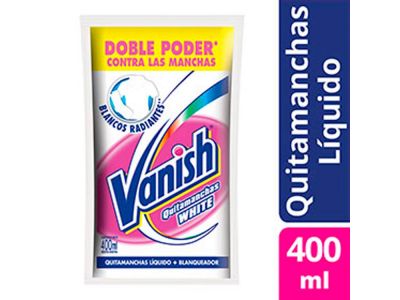 DOBLE PODER*
CONTRA LAS MANCHAS
BLANCOS RADIANTES**
Vanish
Quitamanchas
WHITE
400ml
QUITAMANCHAS LÍQUIDO + BLANQUEADOR
Quitamanchas
Líquido
400
ml